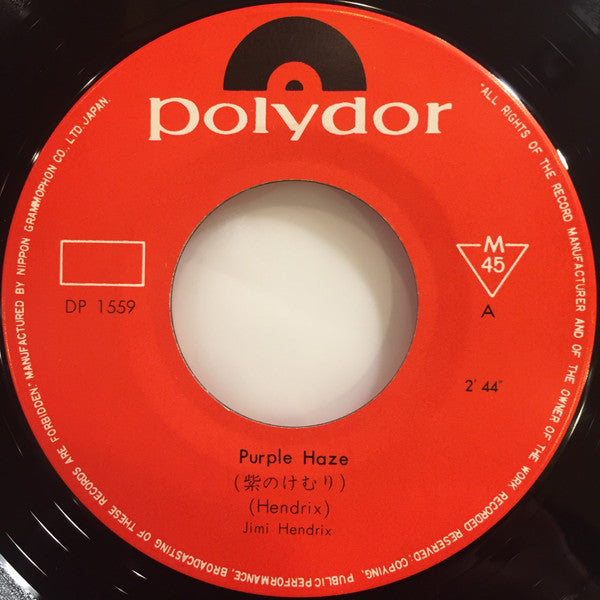 polydor
M
45
DP 1559
A
2' 44"
Purple Haze
(紫のけむり)
(Hendrix)
Jimi Hendrix
"ALL RIGHTS OF THE RECORD MANUFACTURER AND OF THE OWNER OF THE WORK RECORDED RESERVED. COPYING, PUBLIC PERFORMANCE, BROADCASTING OF THESE RECORDS ARE FORBIDDEN." MANUFACTURED BY NIPPON GRAMMOPHON CO., LTD. JAPAN.